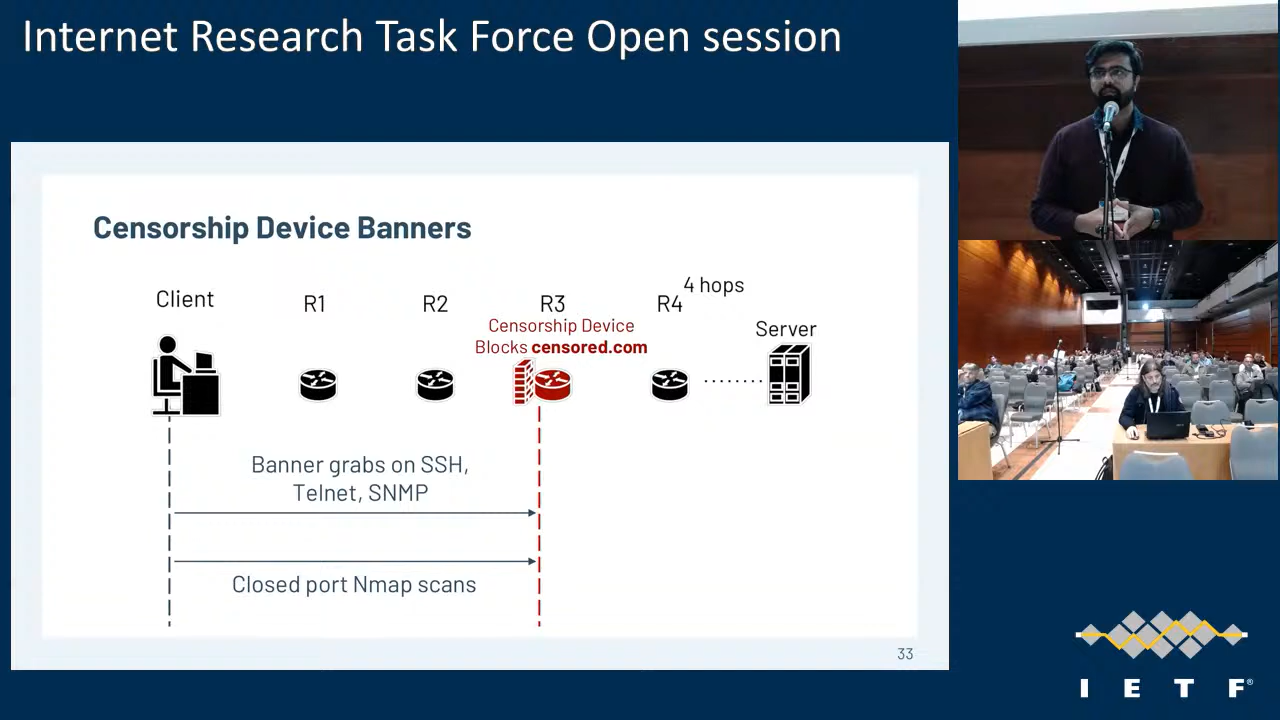 Internet Research Task Force Open session
Censorship Device Banners
4 hops
Client
R1
R2
R3
R4
Censorship Device
Blocks censored.com
Server
Banner grabs on SSH,
Telnet, SNMP
Closed port Nmap scans
33
I E T F®